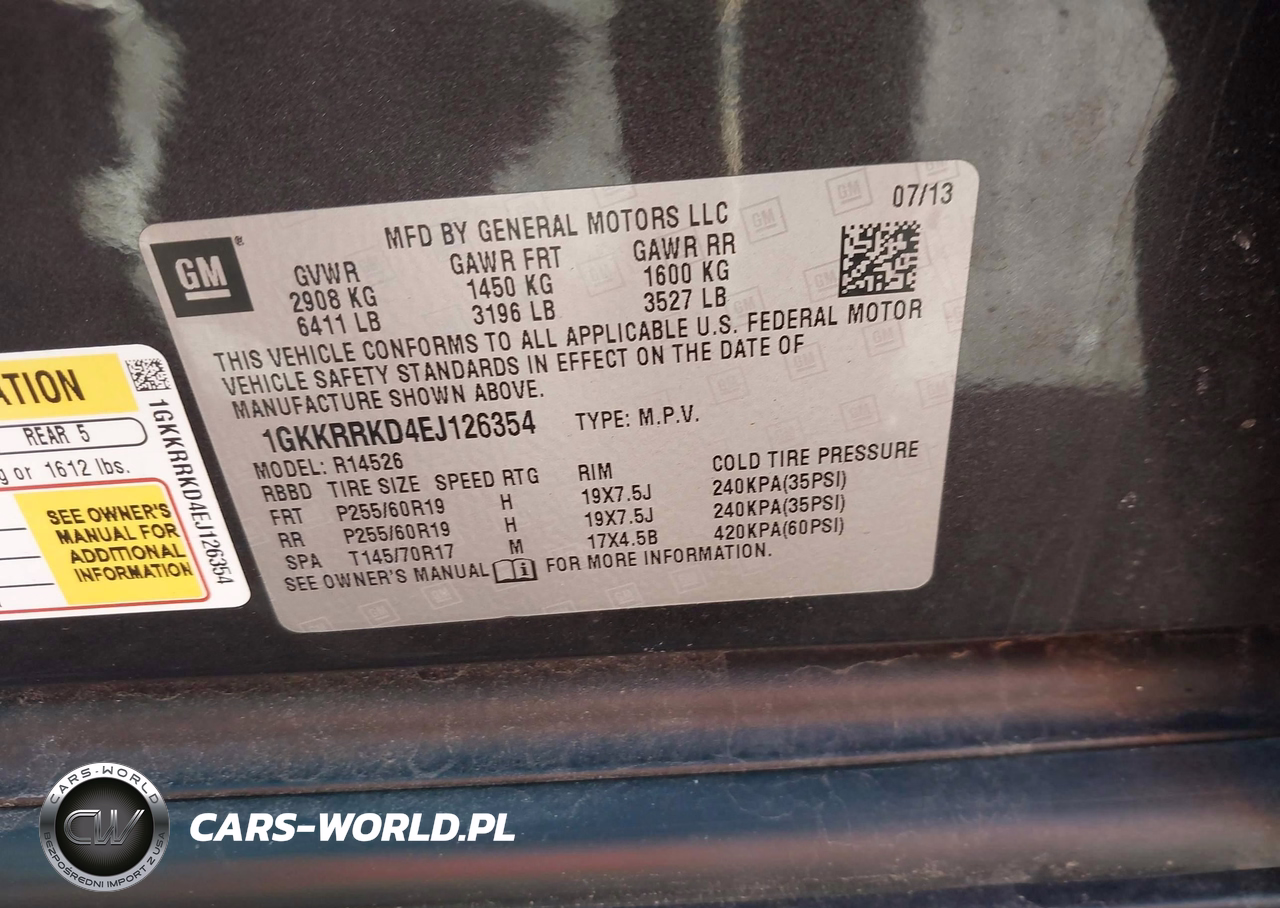 07/13
MFD BY GENERAL MOTORS LLC
GM®
GVWR GAWR FRT GAWR RR
2908 KG 1450 KG 1600 KG
6411 LB 3196 LB 3527 LB
THIS VEHICLE CONFORMS TO ALL APPLICABLE U.S. FEDERAL MOTOR
VEHICLE SAFETY STANDARDS IN EFFECT ON THE DATE OF
MANUFACTURE SHOWN ABOVE.
1GKKRRKD4EJ126354 TYPE: M.P.V.
MODEL: R14526
RBBD TIRE SIZE SPEED RTG RIM COLD TIRE PRESSURE
FRT P255/60R19 H 19X7.5J 240KPA(35PSI)
RR P255/60R19 H 19X7.5J 240KPA(35PSI)
SPA T145/70R17 M 17X4.5B 420KPA(60PSI)
SEE OWNER'S MANUAL FOR MORE INFORMATION.
ATION
REAR 5
g or 1612 lbs.
SEE OWNER'S
MANUAL FOR
ADDITIONAL
INFORMATION
1GKKRRKD4EJ126354
CARS-WORLD
CW
BEZPOŚREDNI IMPORT Z USA
CARS-WORLD.PL